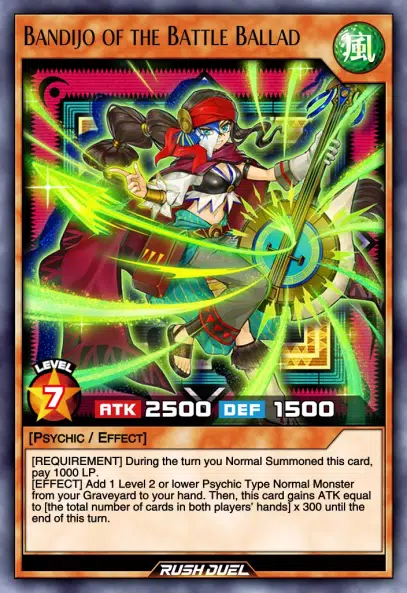 Bandijo of the Battle Ballad
風
LEVEL
7
ATK 2500 DEF 1500
[PSYCHIC / EFFECT]
[REQUIREMENT] During the turn you Normal Summoned this card,
pay 1000 LP.
[EFFECT] Add 1 Level 2 or lower Psychic Type Normal Monster
from your Graveyard to your hand. Then, this card gains ATK equal
to [the total number of cards in both players' hands] x 300 until the
end of this turn.
RUSH DUEL